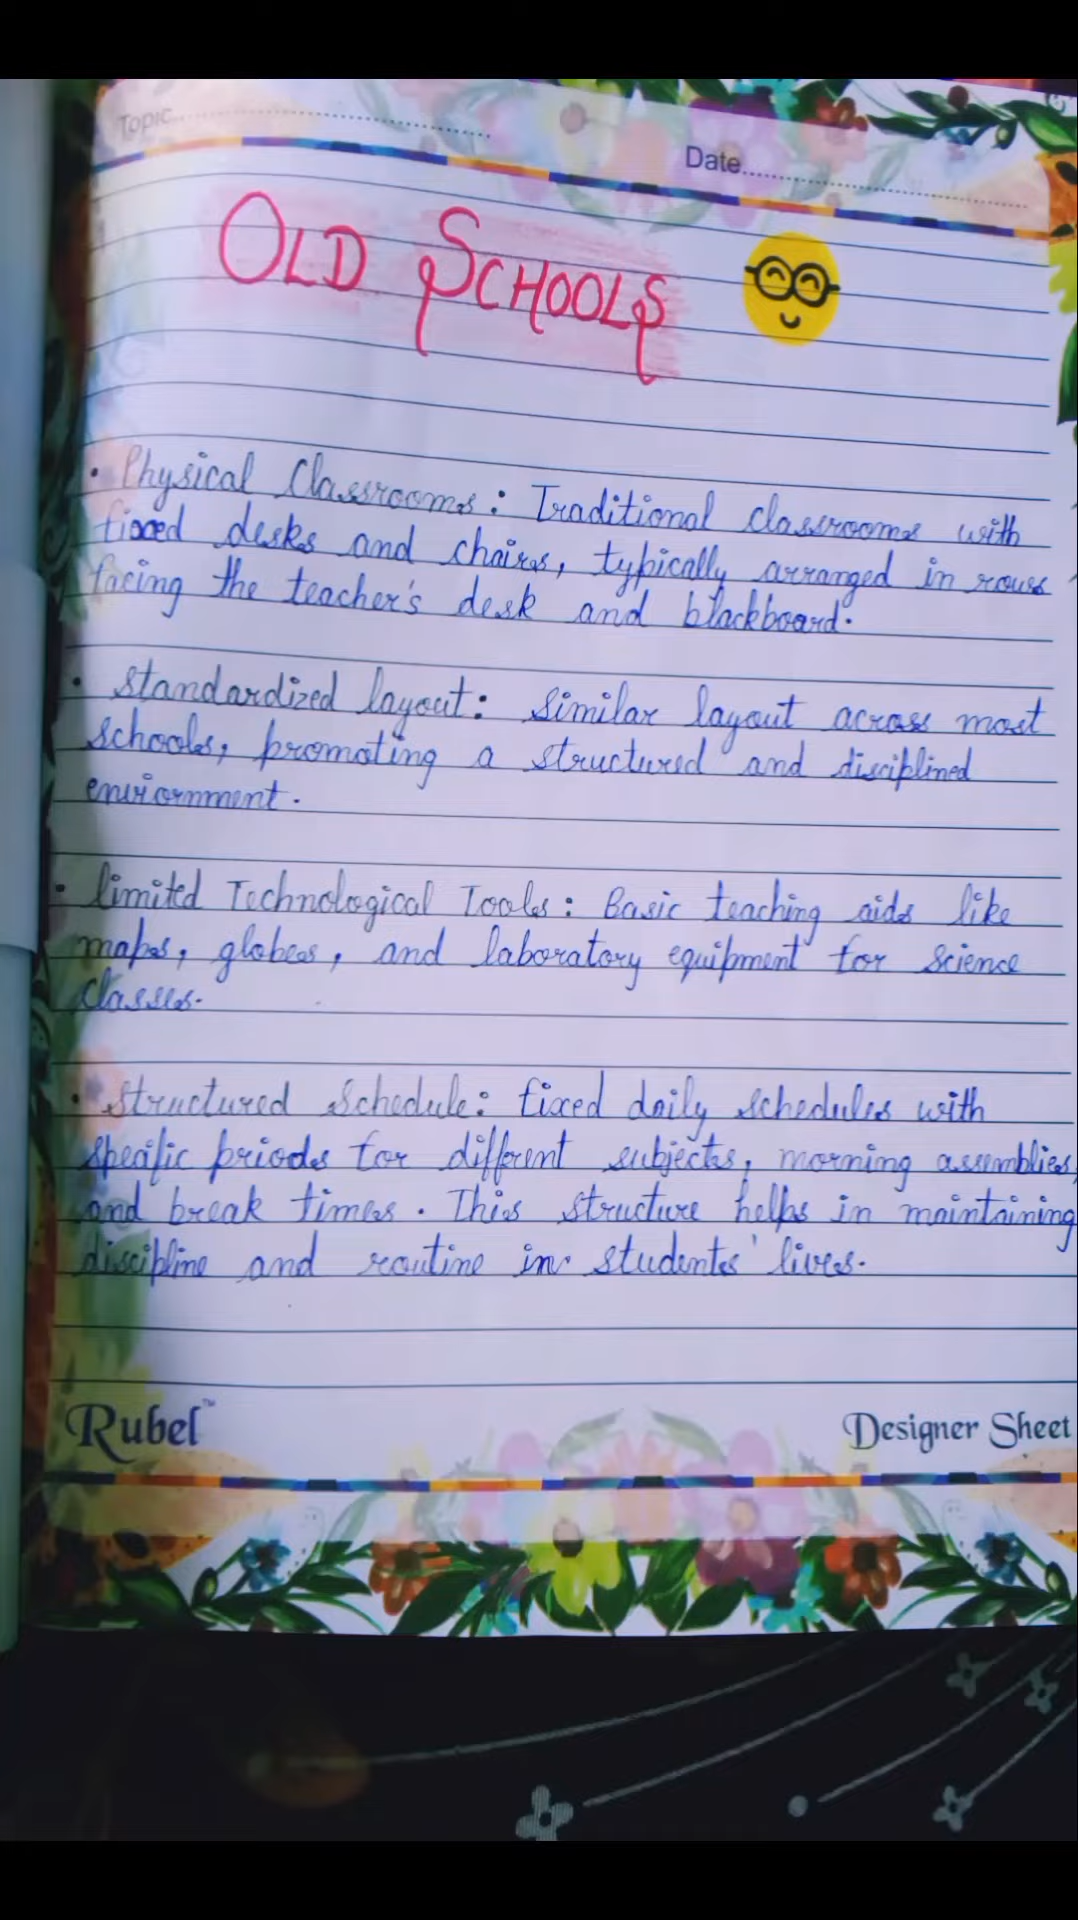 Topic
Date
OLD SCHOOLS
• Physical Classrooms: Traditional classrooms with
fixed desks and chairs, typically arranged in rows
facing the teacher's desk and blackboard.
• Standardized layout: Similar layout across most
schools, promoting a structured and disciplined
enviornment.
• limited Technological Tools: Basic teaching aids like
maps, globes, and laboratory equipment for science
classes.
• Structured Schedule: fixed daily schedules with
specific priods for different subjects, morning assemblies,
and break times. This structure helps in maintaining
discipline and routine in students' lives.
Rubel™
Designer Sheet